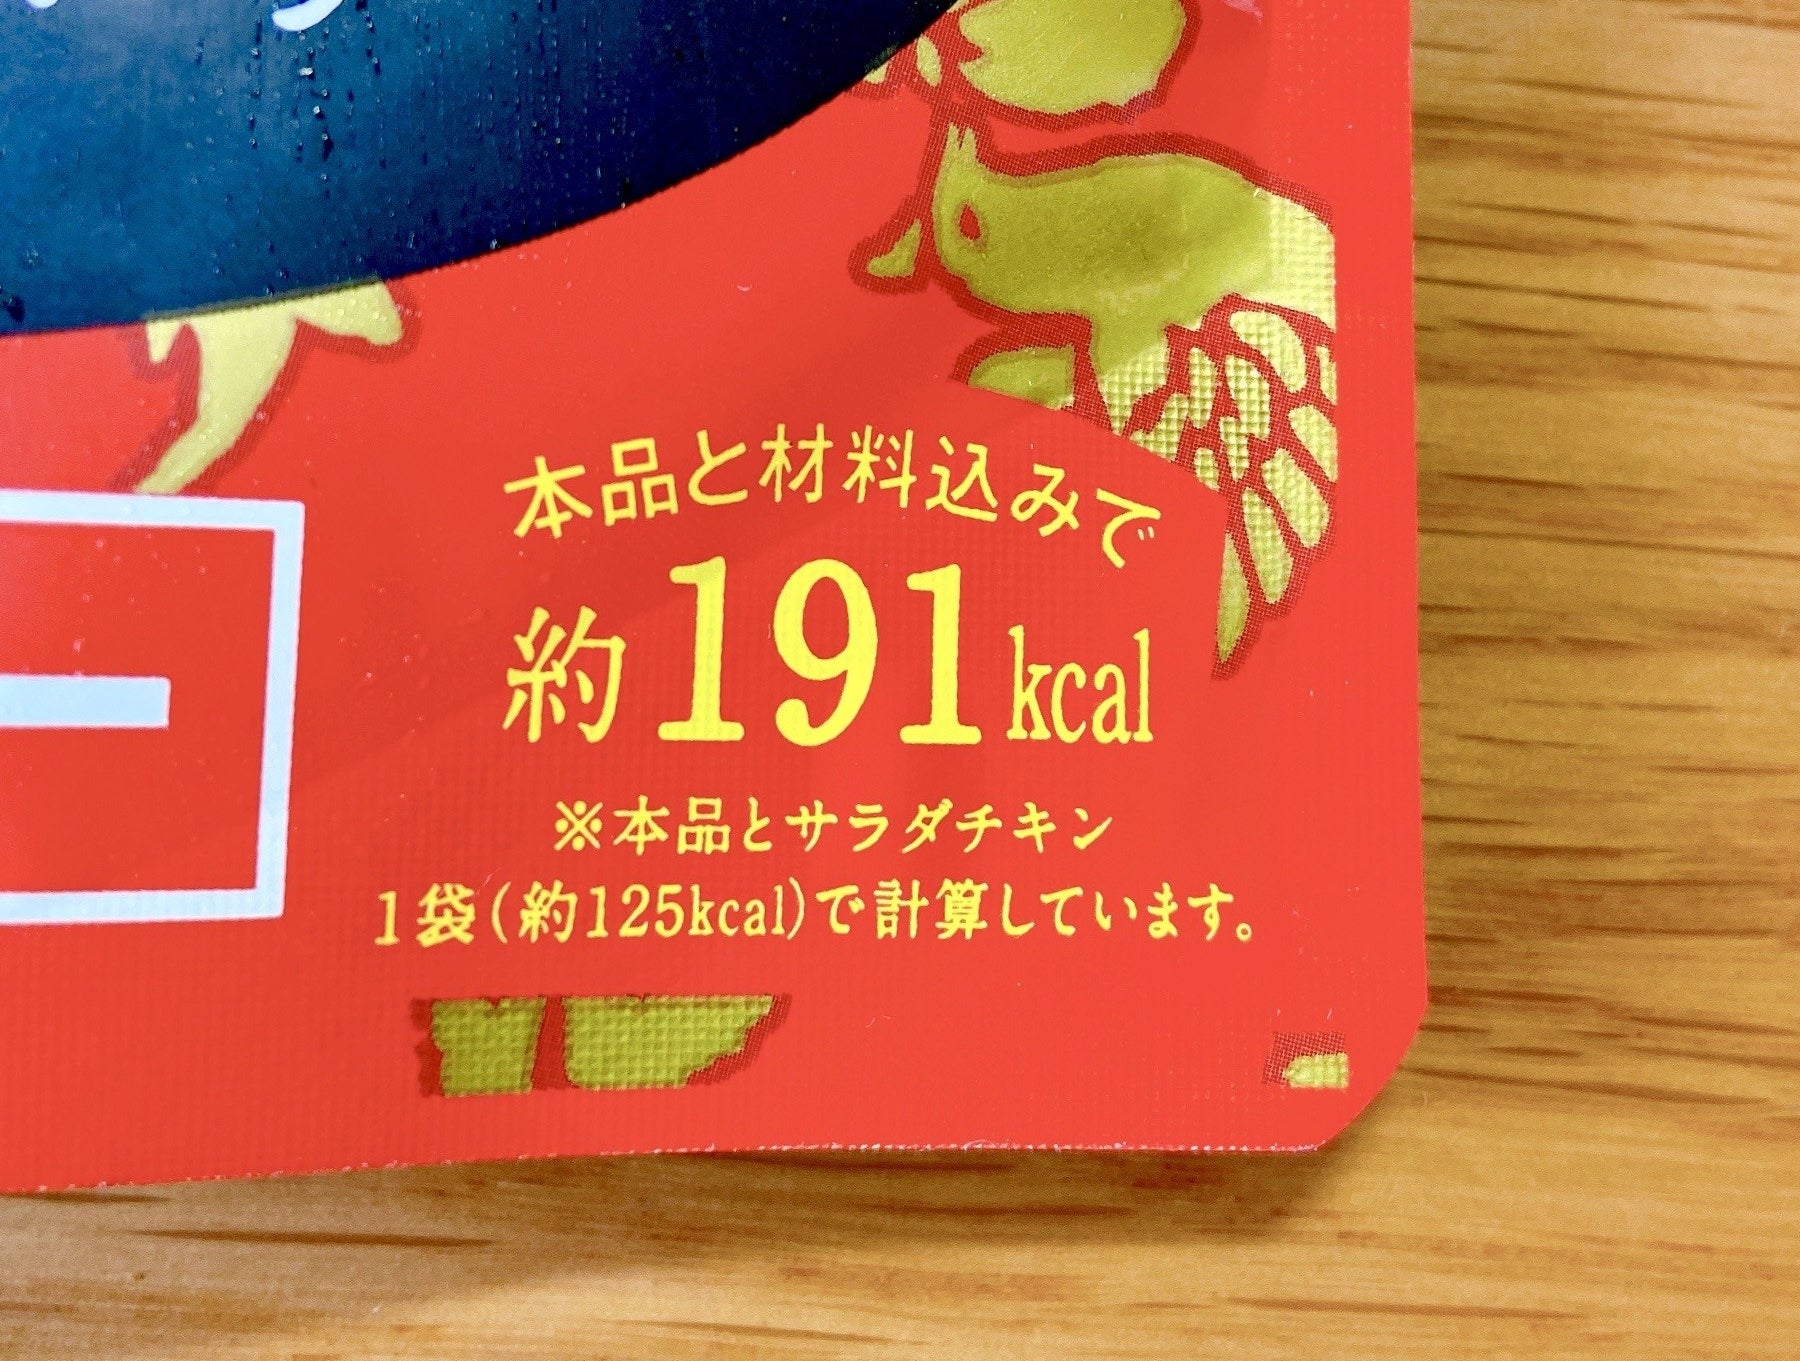 本品と材料込みで
約191kcal
※本品とサラダチキン
1袋(約125kcal)で計算しています。